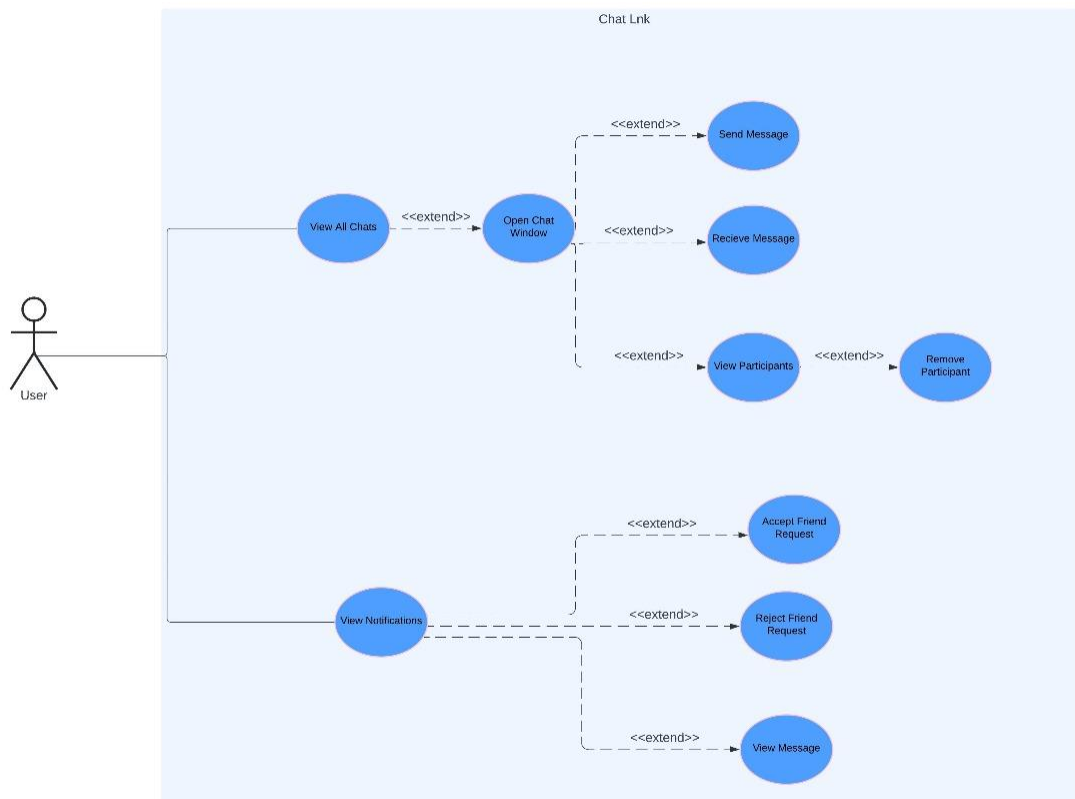 Chat Lnk
<<extend>>
Send Message
<<extend>>
View All Chats
Open Chat
Window
<<extend>>
Recieve Message
<<extend>>
View Participants
<<extend>>
Remove
Participant
User
<<extend>>
Accept Friend
Request
View Notifications
<<extend>>
Reject Friend
Request
<<extend>>
View Message